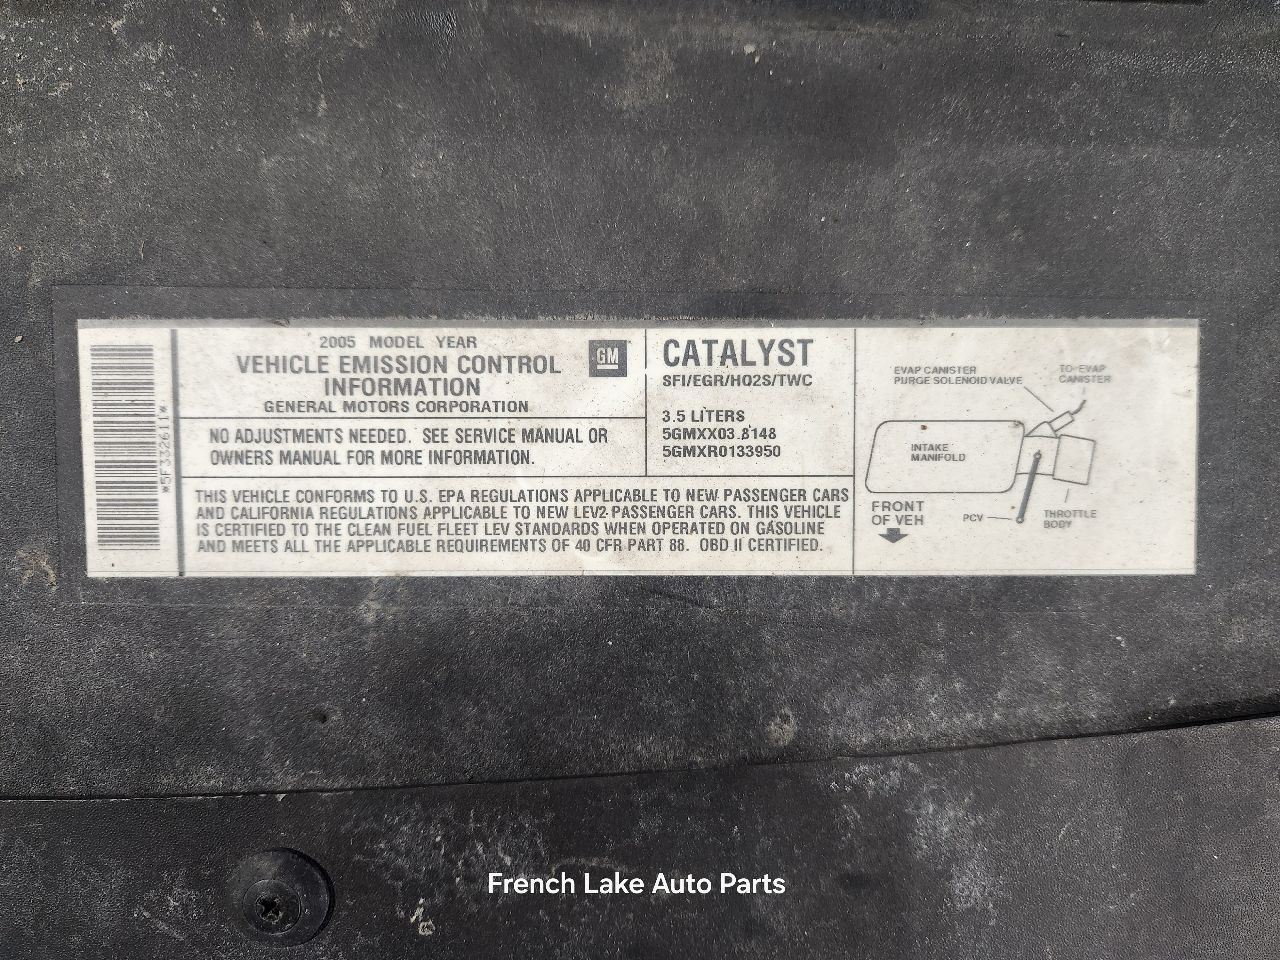 *5F332611*
2005 MODEL YEAR
VEHICLE EMISSION CONTROL
INFORMATION
GENERAL MOTORS CORPORATION
GM
NO ADJUSTMENTS NEEDED. SEE SERVICE MANUAL OR
OWNERS MANUAL FOR MORE INFORMATION.
CATALYST
SFI/EGR/HO2S/TWC
3.5 LITERS
5GMXX03.8148
5GMXR0133950
THIS VEHICLE CONFORMS TO U.S. EPA REGULATIONS APPLICABLE TO NEW PASSENGER CARS
AND CALIFORNIA REGULATIONS APPLICABLE TO NEW LEV2 PASSENGER CARS. THIS VEHICLE
IS CERTIFIED TO THE CLEAN FUEL FLEET LEV STANDARDS WHEN OPERATED ON GASOLINE
AND MEETS ALL THE APPLICABLE REQUIREMENTS OF 40 CFR PART 88. OBD II CERTIFIED.
EVAP CANISTER
PURGE SOLENOID VALVE
TO EVAP
CANISTER
INTAKE
MANIFOLD
FRONT
OF VEH
PCV
THROTTLE
BODY
French Lake Auto Parts